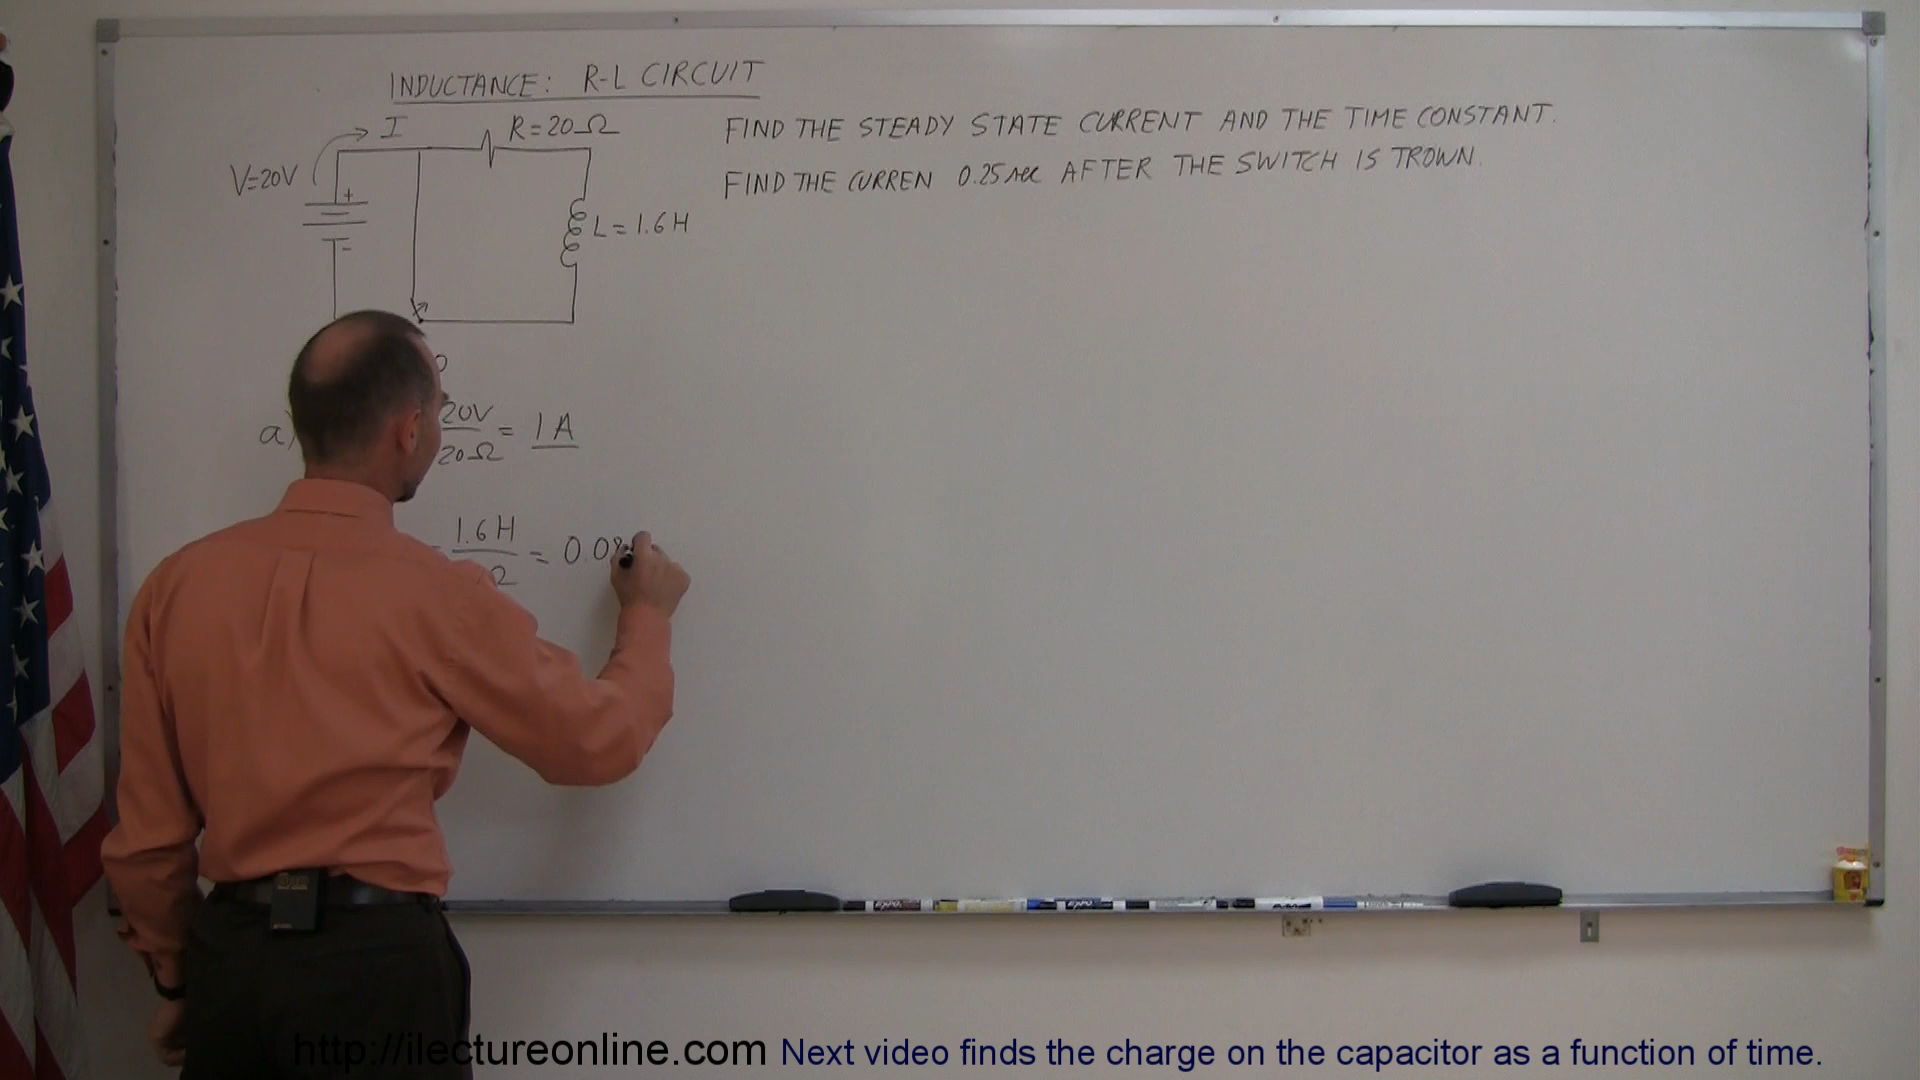 INDUCTANCE: R-L CIRCUIT
I
R=20Ω
V=20V
+
-
L=1.6H
FIND THE STEADY STATE CURRENT AND THE TIME CONSTANT.
FIND THE CURREN 0.25 sec AFTER THE SWITCH IS TROWN.
a)
20V
20Ω
= 1A
1.6H
Ω
= 0.08
http://ilectureonline.com Next video finds the charge on the capacitor as a function of time.